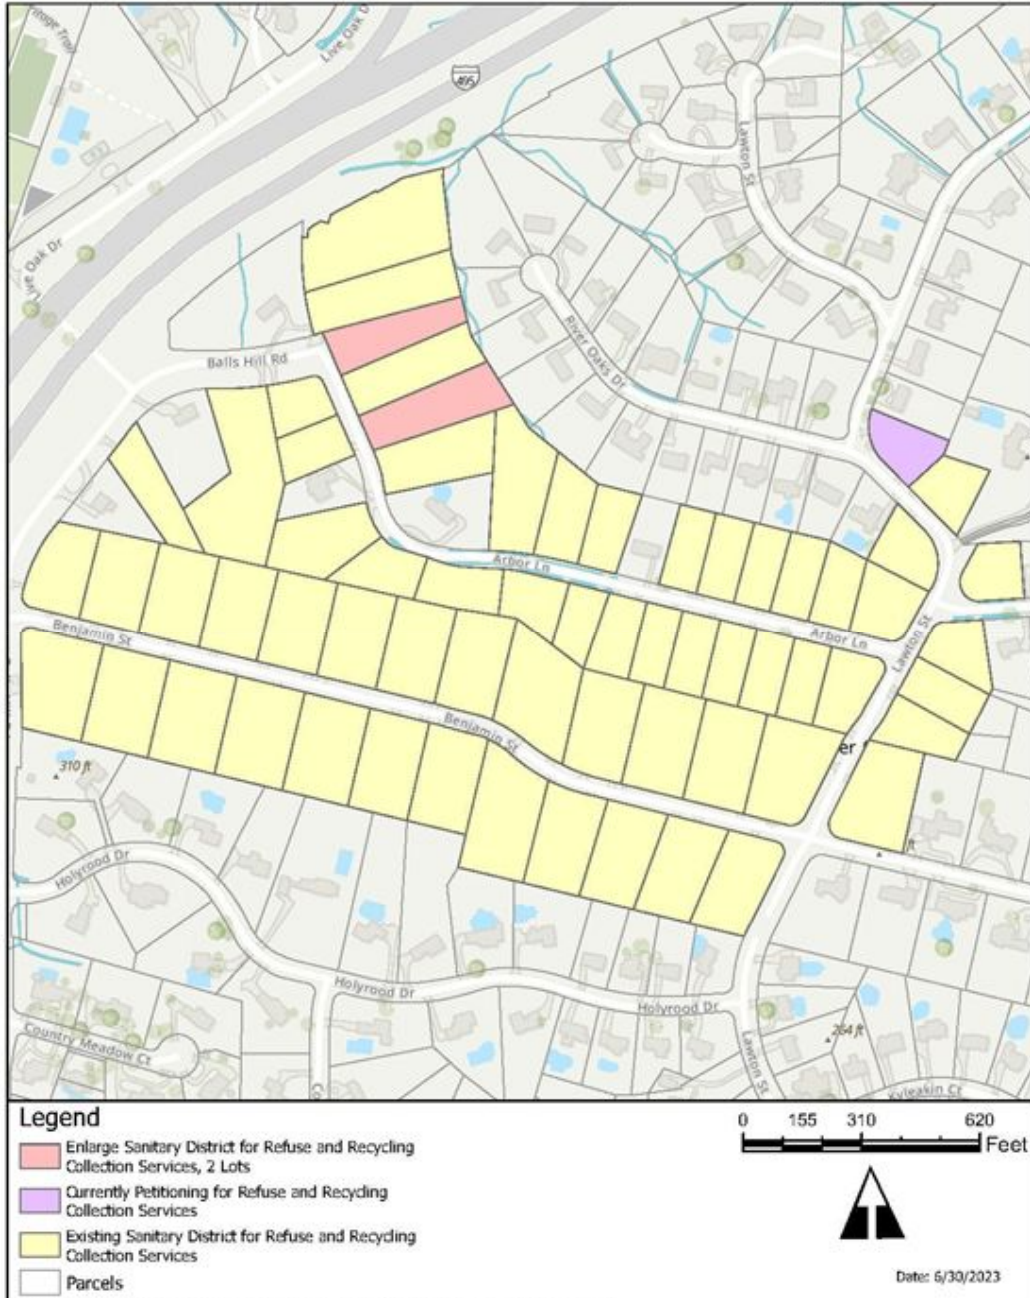 Live Oak Dr
495
Lawton St
Live Oak Dr
River Oaks Dr
Balls Hill Rd
Arbor Ln
Benjamin St
Arbor Ln
Lawton St
Benjamin St
er
310 ft
ft
Holyrood Dr
Holyrood Dr
Holyrood Dr
264 ft
Country Meadow Ct
Lawton St
Kyleakin Ct
Co
Legend
Enlarge Sanitary District for Refuse and Recycling
Collection Services, 2 Lots
Currently Petitioning for Refuse and Recycling
Collection Services
Existing Sanitary District for Refuse and Recycling
Collection Services
Parcels
0 155 310 620
Feet
Date: 6/30/2023